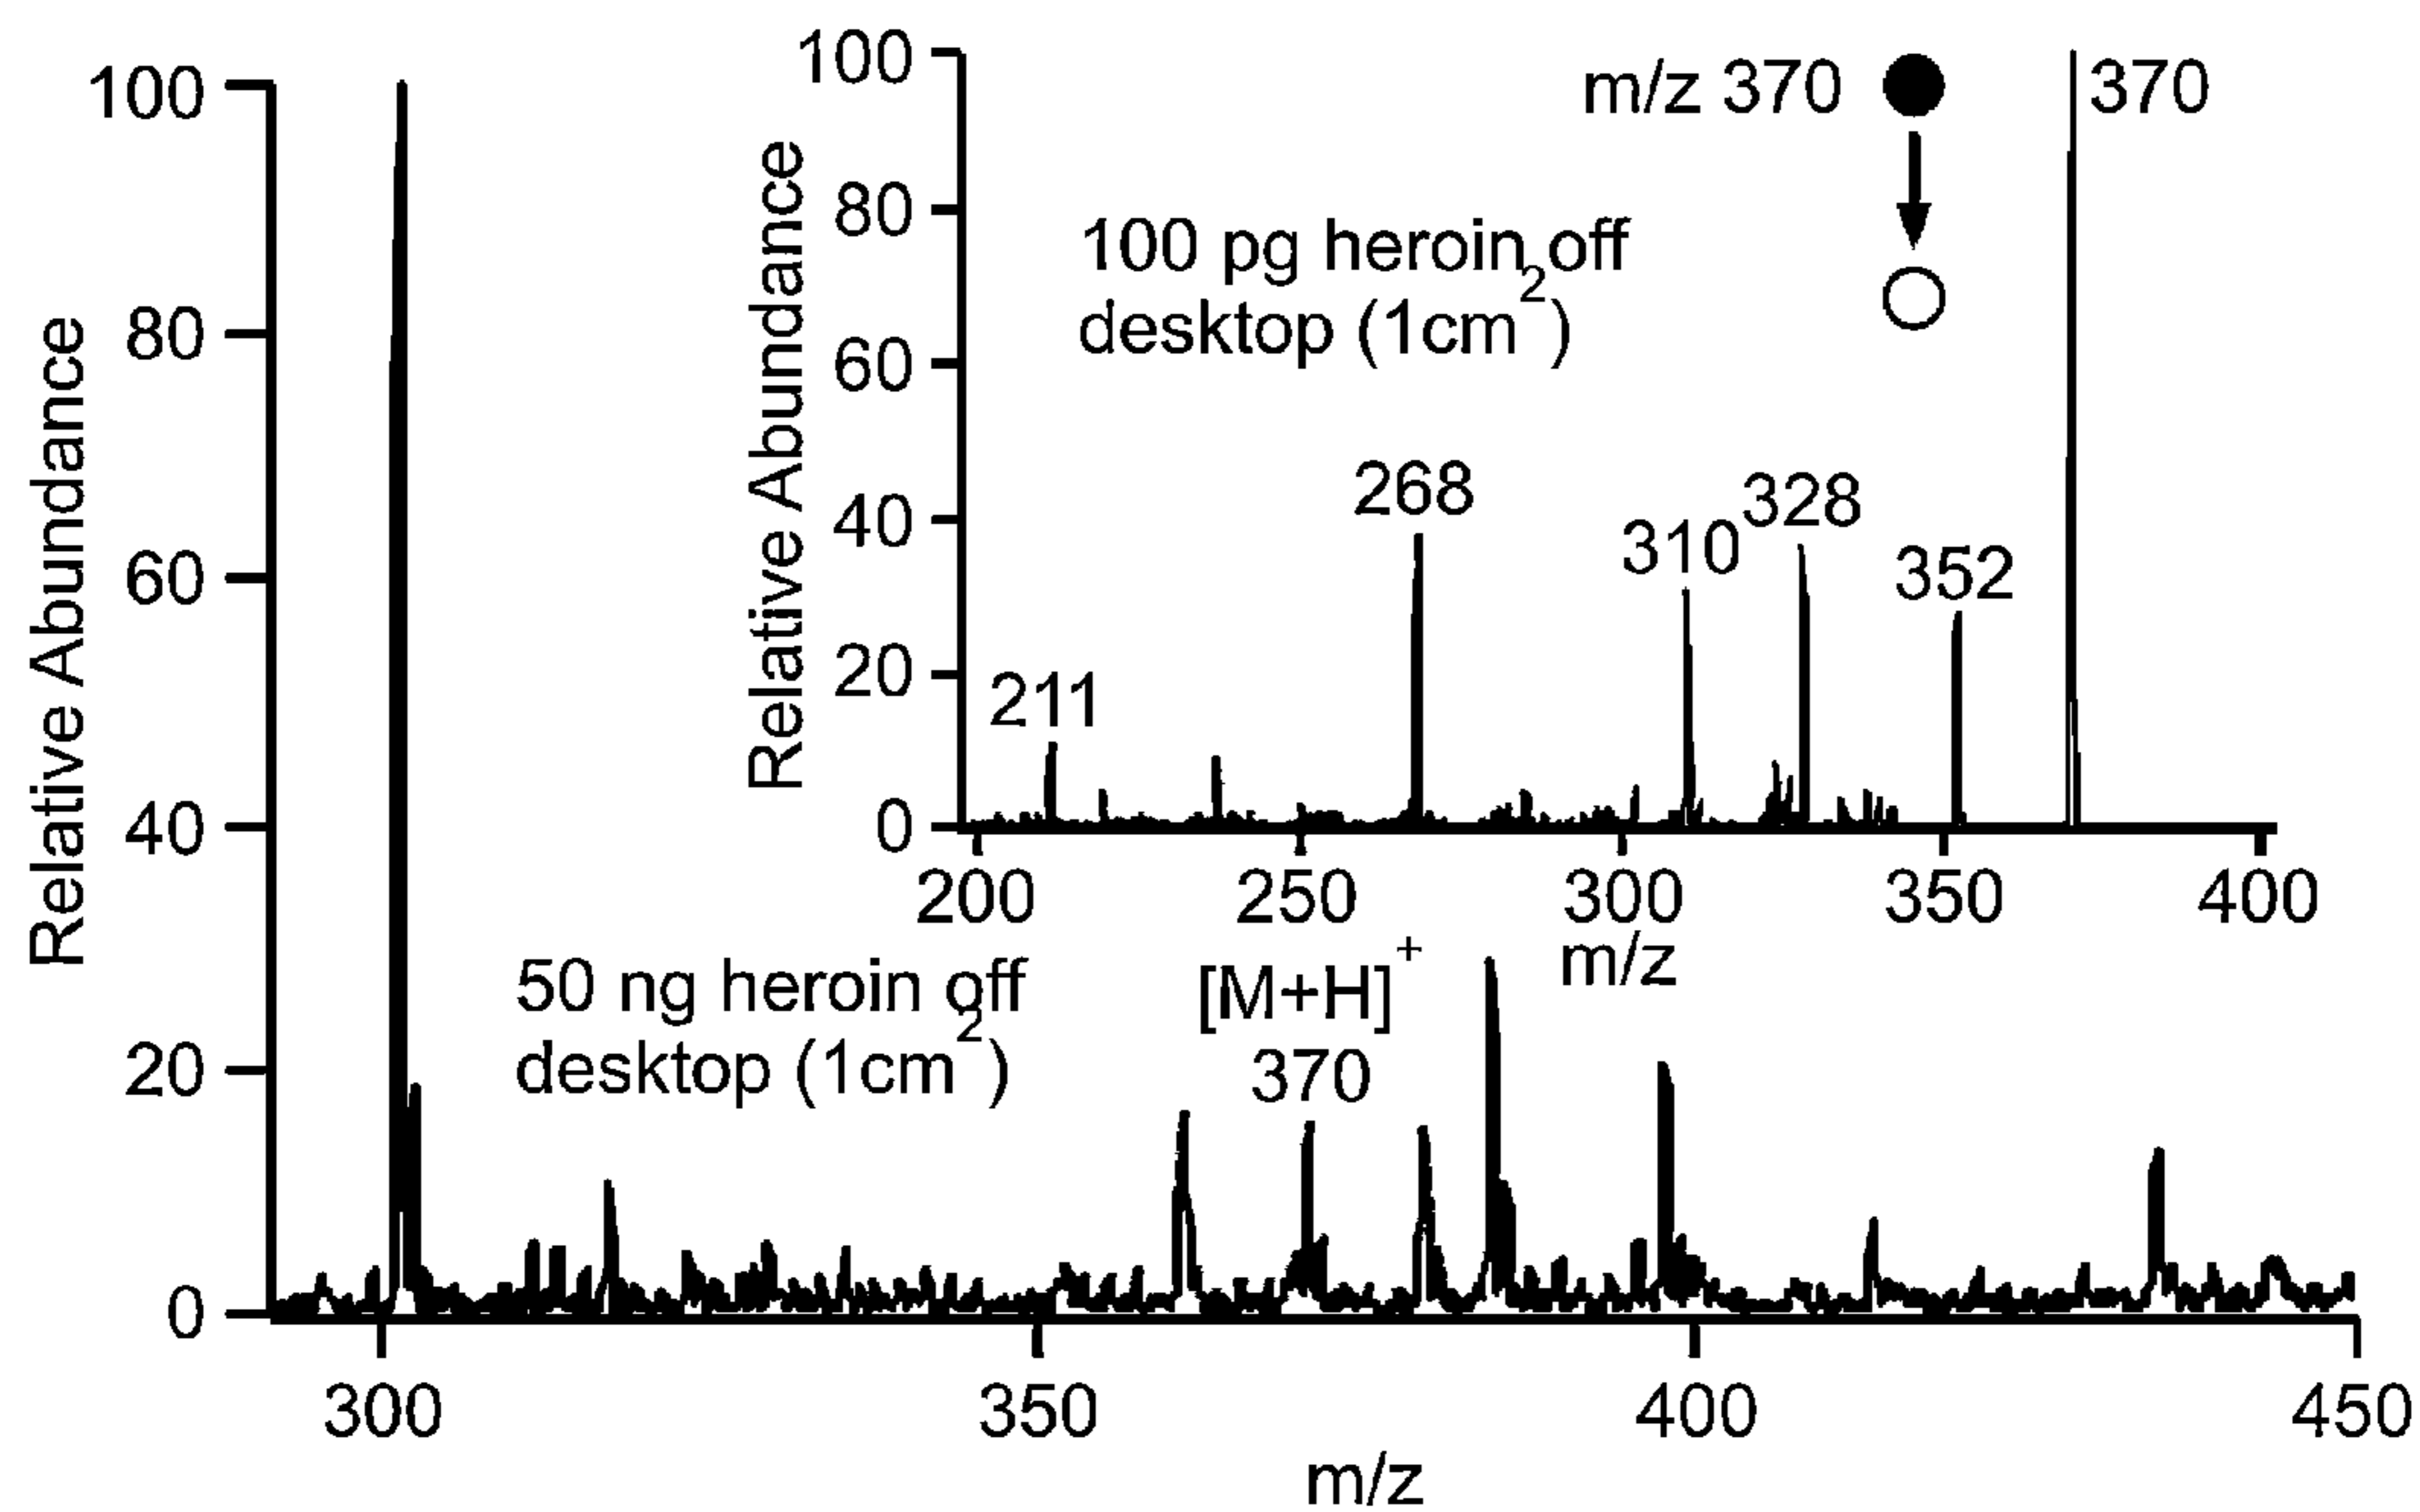 100
80
60
40
20
0
Relative Abundance
300
350
400
450
m/z
50 ng heroin off
desktop (1cm²)
[M+H]⁺
370
100
80
60
40
20
0
Relative Abundance
200
250
300
350
400
m/z
100 pg heroin off
desktop (1cm²)
m/z 370
370
211
268
310
328
352